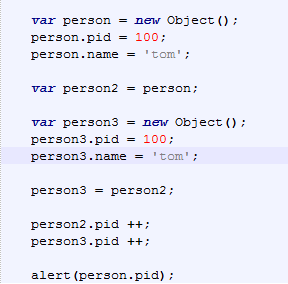 var person = new Object();
person.pid = 100;
person.name = 'tom';
var person2 = person;
var person3 = new Object();
person3.pid = 100;
person3.name = 'tom';
person3 = person2;
person2.pid ++;
person3.pid ++;
alert(person.pid);